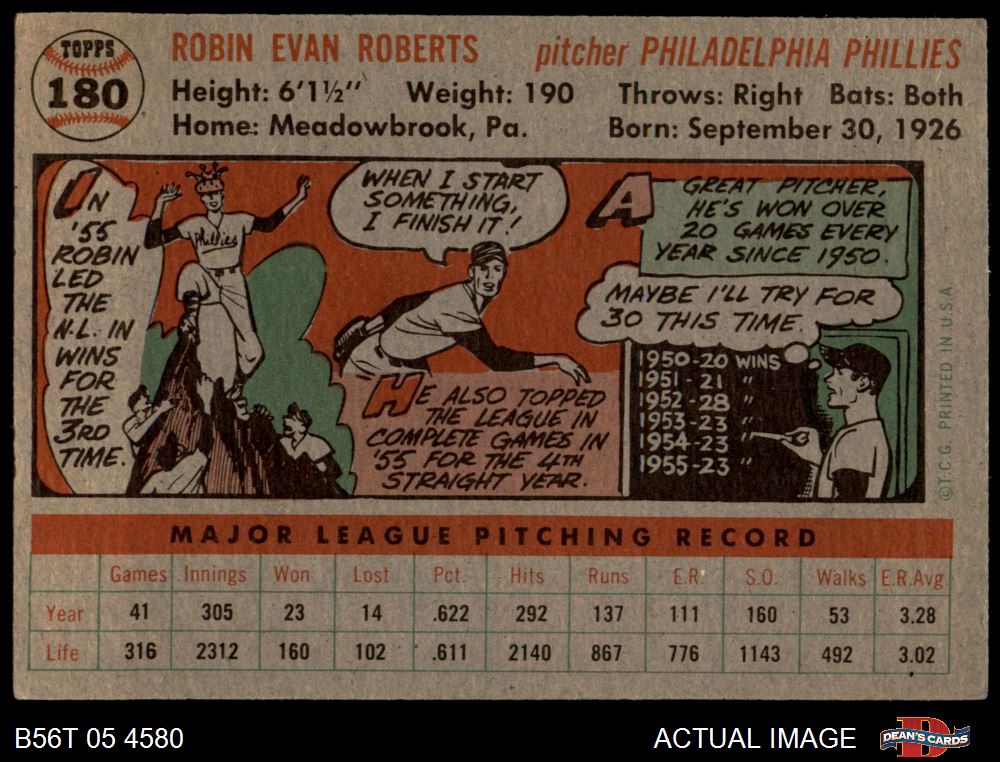 TOPPS
180
ROBIN EVAN ROBERTS pitcher PHILADELPHIA PHILLIES
Height: 6'1½" Weight: 190 Throws: Right Bats: Both
Home: Meadowbrook, Pa. Born: September 30, 1926
IN
'55
ROBIN
LED
THE
N.L. IN
WINS
FOR
THE
3RD
TIME.
Phillies
WHEN I START
SOMETHING,
I FINISH IT!
HE ALSO TOPPED
THE LEAGUE IN
COMPLETE GAMES IN
'55 FOR THE 4TH
STRAIGHT YEAR.
A GREAT PITCHER,
HE'S WON OVER
20 GAMES EVERY
YEAR SINCE 1950.
MAYBE I'LL TRY FOR
30 THIS TIME.
1950-20 WINS
1951-21 "
1952-28 "
1953-23 "
1954-23 "
1955-23 "
©T.C.G. PRINTED IN U.S.A.
MAJOR LEAGUE PITCHING RECORD
Games Innings Won Lost Pct. Hits Runs E.R. S.O. Walks E.R.Avg.
Year 41 305 23 14 .622 292 137 111 160 53 3.28
Life 316 2312 160 102 .611 2140 867 776 1143 492 3.02
B56T 05 4580 ACTUAL IMAGE
DEAN'S CARDS